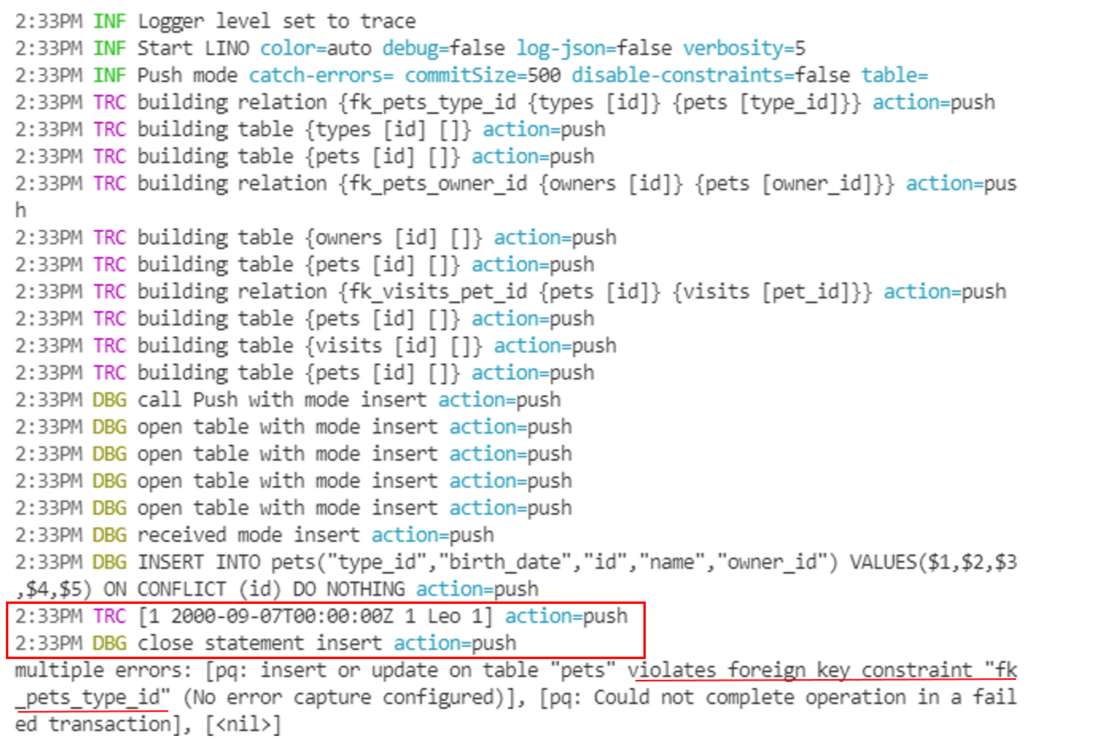 2:33PM INF Logger level set to trace
2:33PM INF Start LINO color=auto debug=false log-json=false verbosity=5
2:33PM INF Push mode catch-errors= commitSize=500 disable-constraints=false table=
2:33PM TRC building relation {fk_pets_type_id {types [id]} {pets [type_id]}} action=push
2:33PM TRC building table {types [id] []} action=push
2:33PM TRC building table {pets [id] []} action=push
2:33PM TRC building relation {fk_pets_owner_id {owners [id]} {pets [owner_id]}} action=pus
h
2:33PM TRC building table {owners [id] []} action=push
2:33PM TRC building table {pets [id] []} action=push
2:33PM TRC building relation {fk_visits_pet_id {pets [id]} {visits [pet_id]}} action=push
2:33PM TRC building table {pets [id] []} action=push
2:33PM TRC building table {visits [id] []} action=push
2:33PM TRC building table {pets [id] []} action=push
2:33PM DBG call Push with mode insert action=push
2:33PM DBG open table with mode insert action=push
2:33PM DBG open table with mode insert action=push
2:33PM DBG open table with mode insert action=push
2:33PM DBG open table with mode insert action=push
2:33PM DBG received mode insert action=push
2:33PM DBG INSERT INTO pets("type_id","birth_date","id","name","owner_id") VALUES($1,$2,$3
,$4,$5) ON CONFLICT (id) DO NOTHING action=push
2:33PM TRC [1 2000-09-07T00:00:00Z 1 Leo 1] action=push
2:33PM DBG close statement insert action=push
multiple errors: [pq: insert or update on table "pets" violates foreign key constraint "fk
_pets_type_id" (No error capture configured)], [pq: Could not complete operation in a fail
ed transaction], [<nil>]